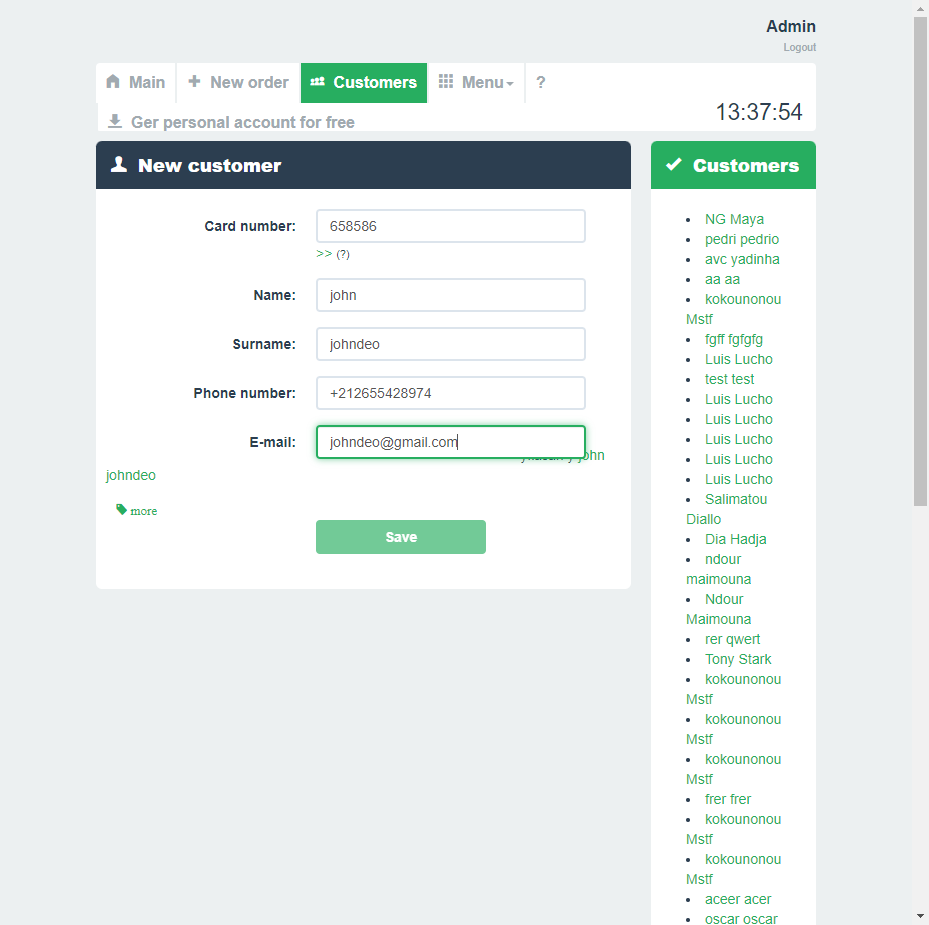 Admin
Logout
Main
New order
Customers
Menu
?
Ger personal account for free
13:37:54
New customer
Card number:
658586
>> (?)
Name:
john
Surname:
johndeo
Phone number:
+212655428974
E-mail:
johndeo@gmail.com
john
johndeo
more
Save
Customers
NG Maya
pedri pedrio
avc yadinha
aa aa
kokounonou
Mstf
fgff fgfgfg
Luis Lucho
test test
Luis Lucho
Luis Lucho
Luis Lucho
Luis Lucho
Luis Lucho
Salimatou
Diallo
Dia Hadja
ndour
maimouna
Ndour
Maimouna
rer qwert
Tony Stark
kokounonou
Mstf
kokounonou
Mstf
kokounonou
Mstf
frer frer
kokounonou
Mstf
kokounonou
Mstf
aceer acer
oscar oscar